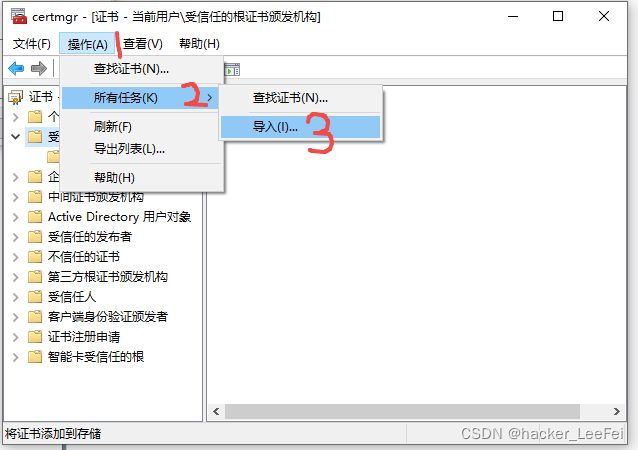 certmgr - [证书 - 当前用户\受信任的根证书颁发机构]
文件(F) 操作(A) 1 查看(V) 帮助(H)
查找证书(N)...
证书 -
所有任务(K) 2
查找证书(N)...
个
刷新(F)
导入(I)... 3
受
导出列表(L)...
帮助(H)
企
中间证书颁发机构
Active Directory 用户对象
受信任的发布者
不信任的证书
第三方根证书颁发机构
受信任人
客户端身份验证颁发者
证书注册申请
智能卡受信任的根
将证书添加到存储
CSDN @hacker_LeeFei